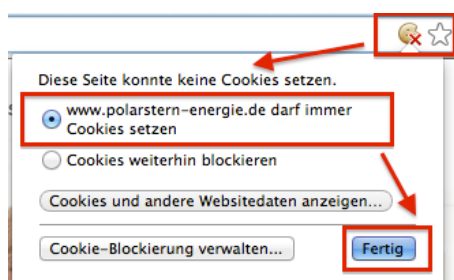 Diese Seite konnte keine Cookies setzen.
www.polarstern-energie.de darf immer
Cookies setzen
Cookies weiterhin blockieren
Cookies und andere Websitedaten anzeigen...
Cookie-Blockierung verwalten...
Fertig